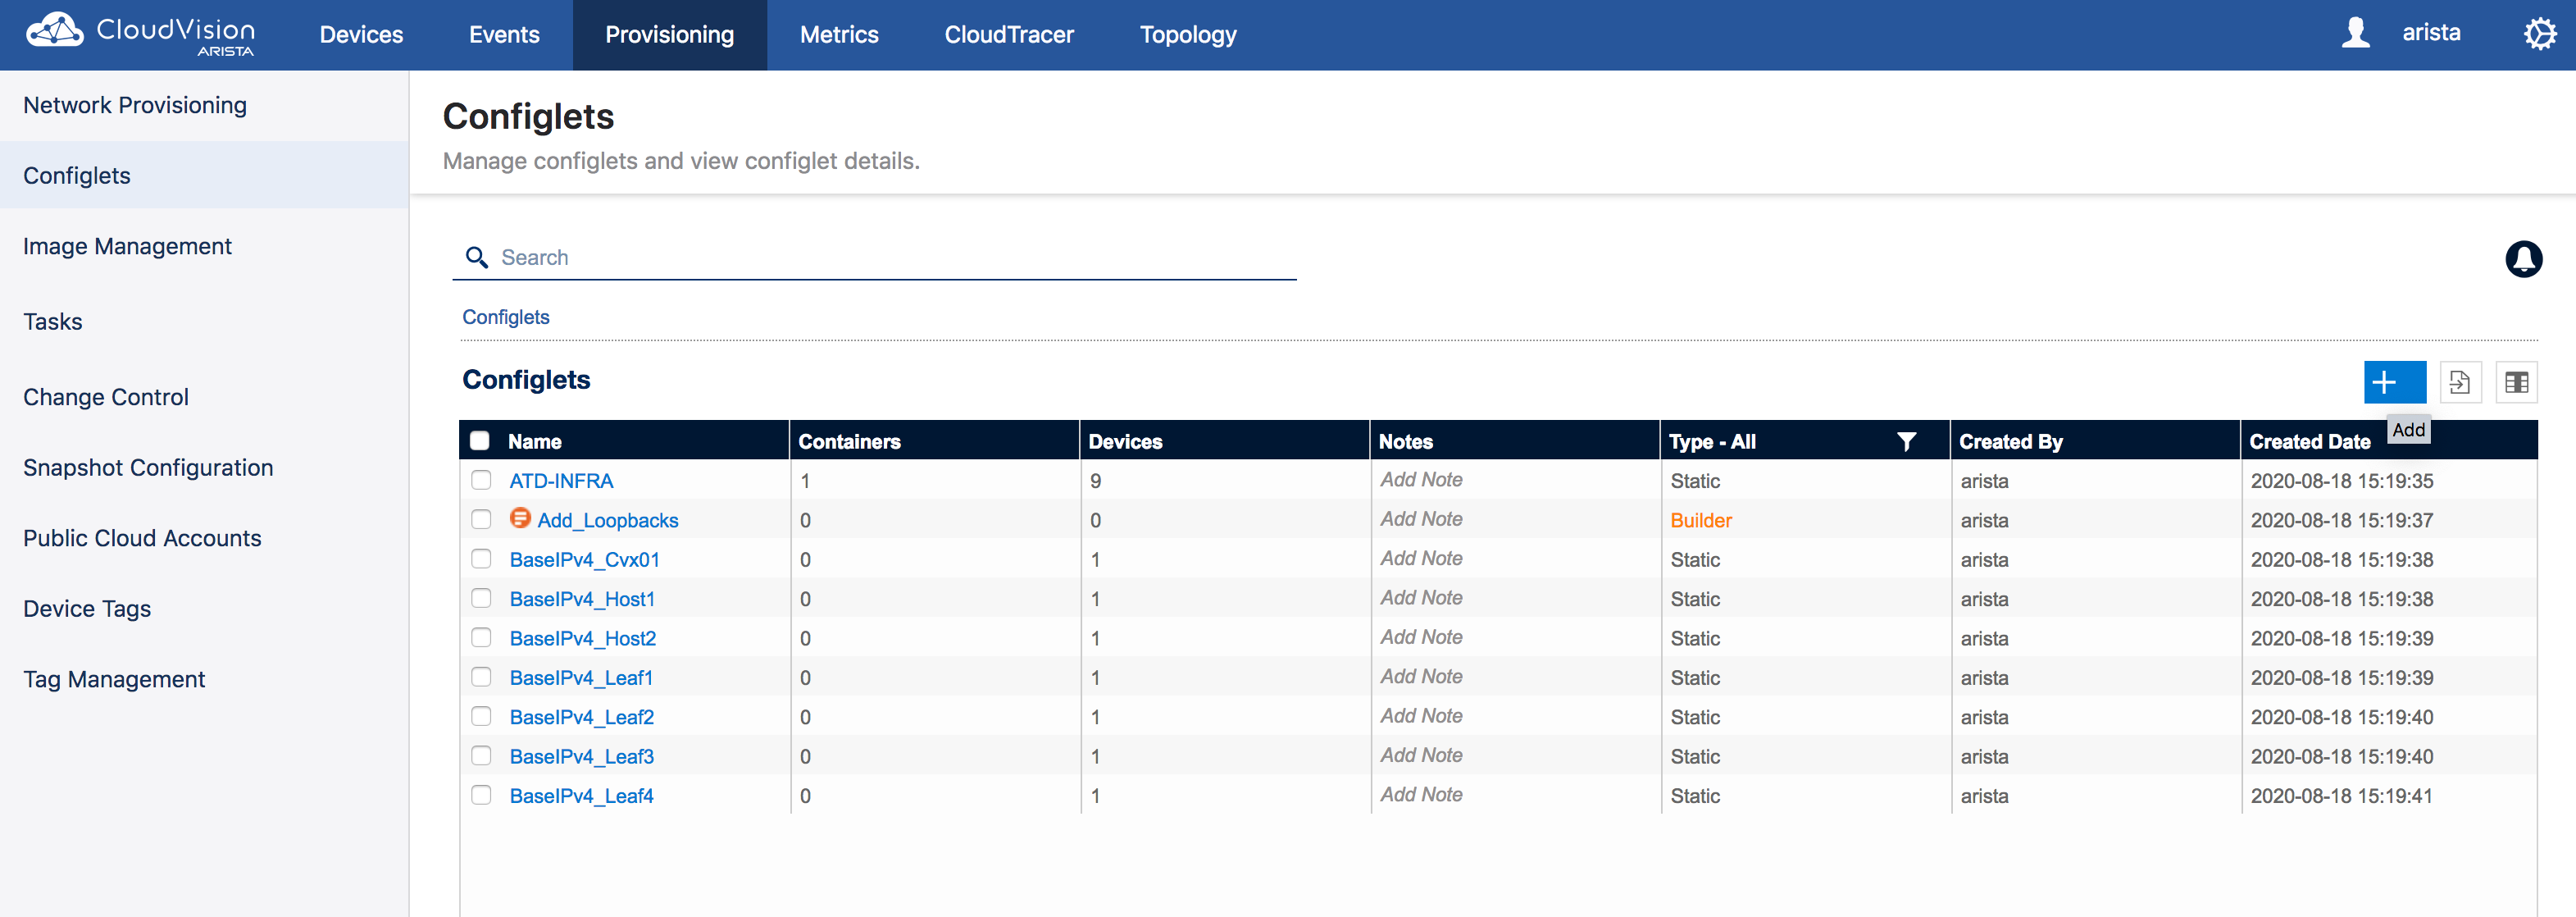 CloudVision
ARISTA
Devices Events Provisioning Metrics CloudTracer Topology arista
Network Provisioning
Configlets
Image Management
Tasks
Change Control
Snapshot Configuration
Public Cloud Accounts
Device Tags
Tag Management
Configlets
Manage configlets and view configlet details.
Search
Configlets
Configlets
Add
Name Containers Devices Notes Type - All Created By Created Date
ATD-INFRA 1 9 Add Note Static arista 2020-08-18 15:19:35
Add_Loopbacks 0 0 Add Note Builder arista 2020-08-18 15:19:37
BaseIPv4_Cvx01 0 1 Add Note Static arista 2020-08-18 15:19:38
BaseIPv4_Host1 0 1 Add Note Static arista 2020-08-18 15:19:38
BaseIPv4_Host2 0 1 Add Note Static arista 2020-08-18 15:19:39
BaseIPv4_Leaf1 0 1 Add Note Static arista 2020-08-18 15:19:39
BaseIPv4_Leaf2 0 1 Add Note Static arista 2020-08-18 15:19:40
BaseIPv4_Leaf3 0 1 Add Note Static arista 2020-08-18 15:19:40
BaseIPv4_Leaf4 0 1 Add Note Static arista 2020-08-18 15:19:41